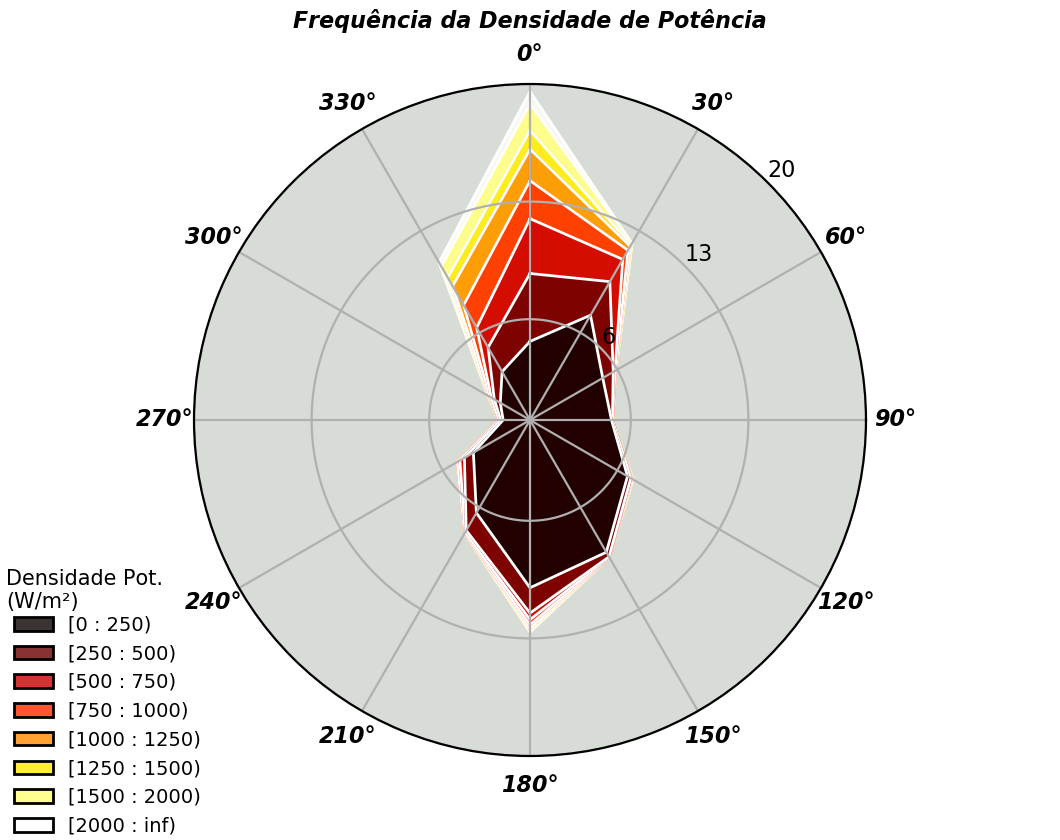 Frequência da Densidade de Potência
0°
330°
30°
20
300°
60°
13
6
270°
90°
240°
120°
210°
150°
180°
Densidade Pot.
(W/m²)
[0 : 250)
[250 : 500)
[500 : 750)
[750 : 1000)
[1000 : 1250)
[1250 : 1500)
[1500 : 2000)
[2000 : inf)